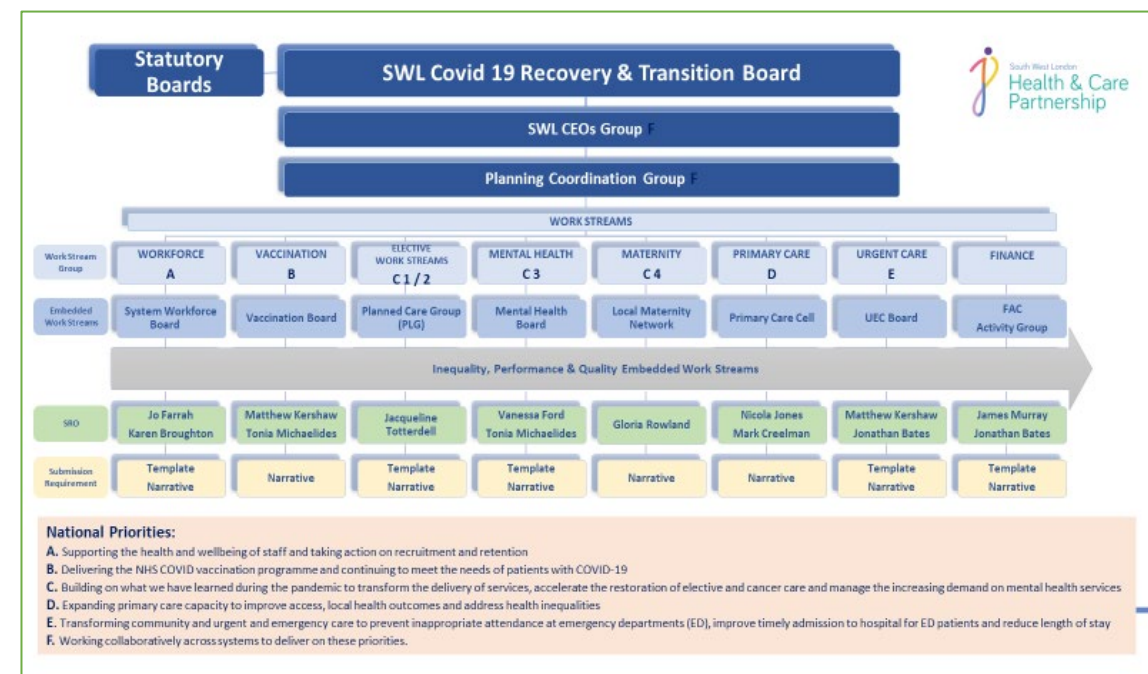 Statutory
Boards
SWL Covid 19 Recovery & Transition Board
South West London
Health & Care
Partnership
SWL CEOs Group F
Planning Coordination Group F
WORK STREAMS
Work Stream
Group
WORKFORCE
A
VACCINATION
B
ELECTIVE
WORK STREAMS
C 1 / 2
MENTAL HEALTH
C 3
MATERNITY
C 4
PRIMARY CARE
D
URGENT CARE
E
FINANCE
Embedded
Work Streams
System Workforce
Board
Vaccination Board
Planned Care Group
(PLG)
Mental Health
Board
Local Maternity
Network
Primary Care Cell
UEC Board
FAC
Activity Group
Inequality, Performance & Quality Embedded Work Streams
SRO
Jo Farrah
Karen Broughton
Matthew Kershaw
Tonia Michaelides
Jacqueline
Totterdell
Vanessa Ford
Tonia Michaelides
Gloria Rowland
Nicola Jones
Mark Creelman
Matthew Kershaw
Jonathan Bates
James Murray
Jonathan Bates
Submission
Requirement
Template
Narrative
Narrative
Template
Narrative
Template
Narrative
Narrative
Narrative
Template
Narrative
Template
Narrative
National Priorities:
A. Supporting the health and wellbeing of staff and taking action on recruitment and retention
B. Delivering the NHS COVID vaccination programme and continuing to meet the needs of patients with COVID-19
C. Building on what we have learned during the pandemic to transform the delivery of services, accelerate the restoration of elective and cancer care and manage the increasing demand on mental health services
D. Expanding primary care capacity to improve access, local health outcomes and address health inequalities
E. Transforming community and urgent and emergency care to prevent inappropriate attendance at emergency departments (ED), improve timely admission to hospital for ED patients and reduce length of stay
F. Working collaboratively across systems to deliver on these priorities.